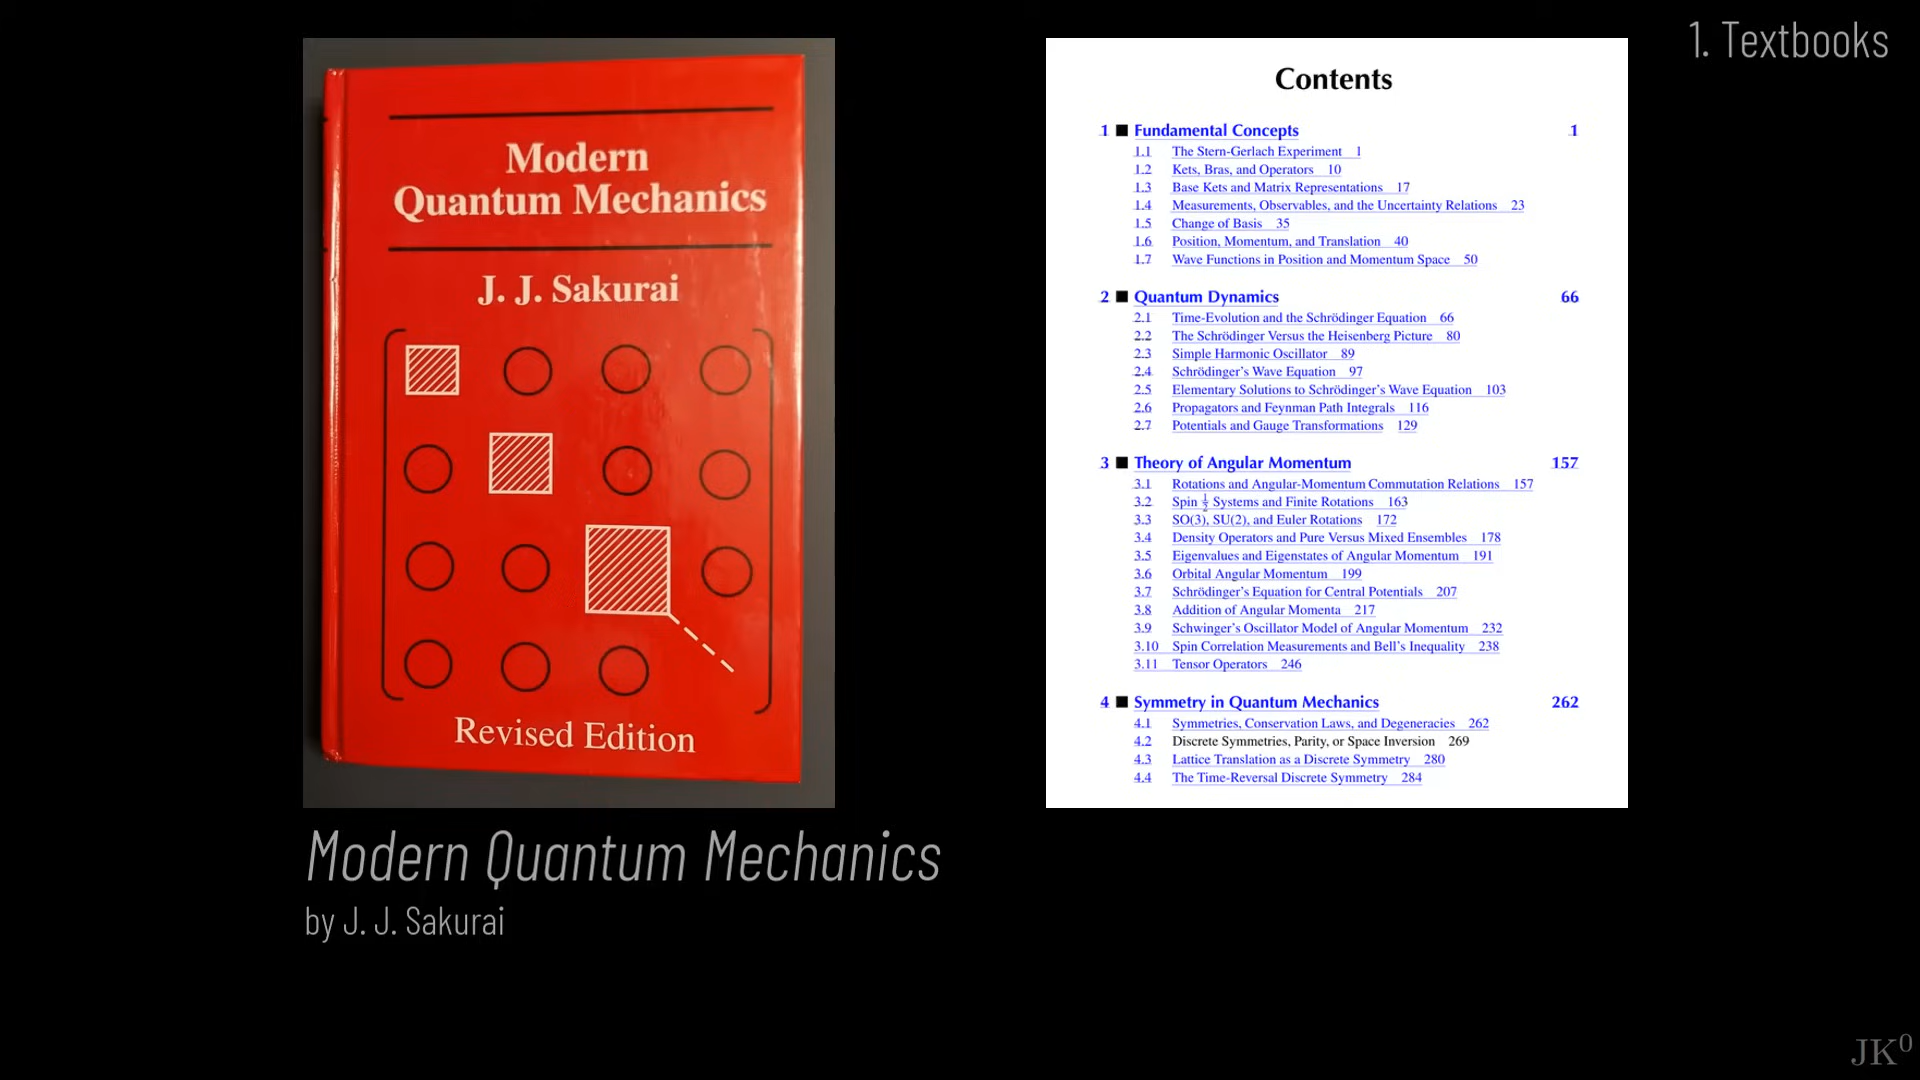 1. Textbooks
Modern
Quantum Mechanics
J. J. Sakurai
Revised Edition
Modern Quantum Mechanics
by J. J. Sakurai
Contents
1 ■ Fundamental Concepts 1
1.1 The Stern-Gerlach Experiment 1
1.2 Kets, Bras, and Operators 10
1.3 Base Kets and Matrix Representations 17
1.4 Measurements, Observables, and the Uncertainty Relations 23
1.5 Change of Basis 35
1.6 Position, Momentum, and Translation 40
1.7 Wave Functions in Position and Momentum Space 50
2 ■ Quantum Dynamics 66
2.1 Time-Evolution and the Schrödinger Equation 66
2.2 The Schrödinger Versus the Heisenberg Picture 80
2.3 Simple Harmonic Oscillator 89
2.4 Schrödinger's Wave Equation 97
2.5 Elementary Solutions to Schrödinger's Wave Equation 103
2.6 Propagators and Feynman Path Integrals 116
2.7 Potentials and Gauge Transformations 129
3 ■ Theory of Angular Momentum 157
3.1 Rotations and Angular-Momentum Commutation Relations 157
3.2 Spin ½ Systems and Finite Rotations 163
3.3 SO(3), SU(2), and Euler Rotations 172
3.4 Density Operators and Pure Versus Mixed Ensembles 178
3.5 Eigenvalues and Eigenstates of Angular Momentum 191
3.6 Orbital Angular Momentum 199
3.7 Schrödinger's Equation for Central Potentials 207
3.8 Addition of Angular Momenta 217
3.9 Schwinger's Oscillator Model of Angular Momentum 232
3.10 Spin Correlation Measurements and Bell's Inequality 238
3.11 Tensor Operators 246
4 ■ Symmetry in Quantum Mechanics 262
4.1 Symmetries, Conservation Laws, and Degeneracies 262
4.2 Discrete Symmetries, Parity, or Space Inversion 269
4.3 Lattice Translation as a Discrete Symmetry 280
4.4 The Time-Reversal Discrete Symmetry 284
JK⁰